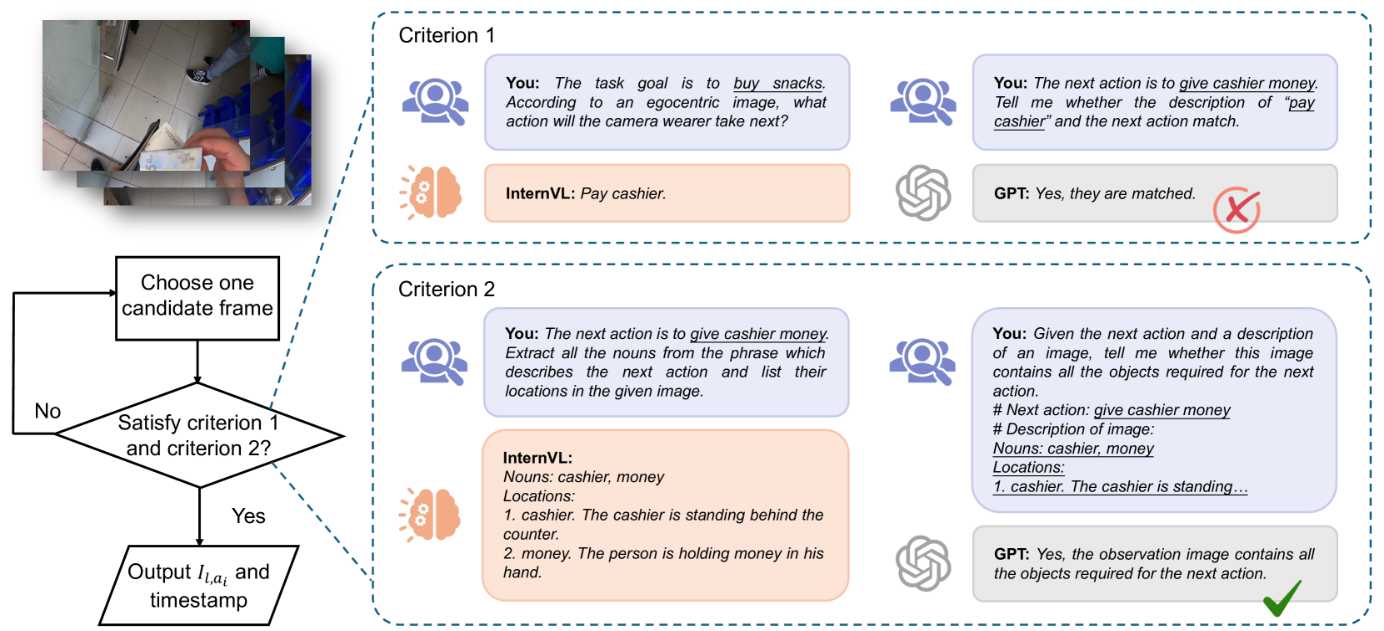 Criterion 1
You: The task goal is to buy snacks.
According to an egocentric image, what
action will the camera wearer take next?
You: The next action is to give cashier money.
Tell me whether the description of “pay
cashier” and the next action match.
InternVL: Pay cashier.
GPT: Yes, they are matched.
Choose one
candidate frame
No
Satisfy criterion 1
and criterion 2?
Yes
Output I_{l,a_i} and
timestamp
Criterion 2
You: The next action is to give cashier money.
Extract all the nouns from the phrase which
describes the next action and list their
locations in the given image.
InternVL:
Nouns: cashier, money
Locations:
1. cashier. The cashier is standing behind the
counter.
2. money. The person is holding money in his
hand.
You: Given the next action and a description
of an image, tell me whether this image
contains all the objects required for the next
action.
# Next action: give cashier money
# Description of image:
Nouns: cashier, money
Locations:
1. cashier. The cashier is standing…
GPT: Yes, the observation image contains all
the objects required for the next action.